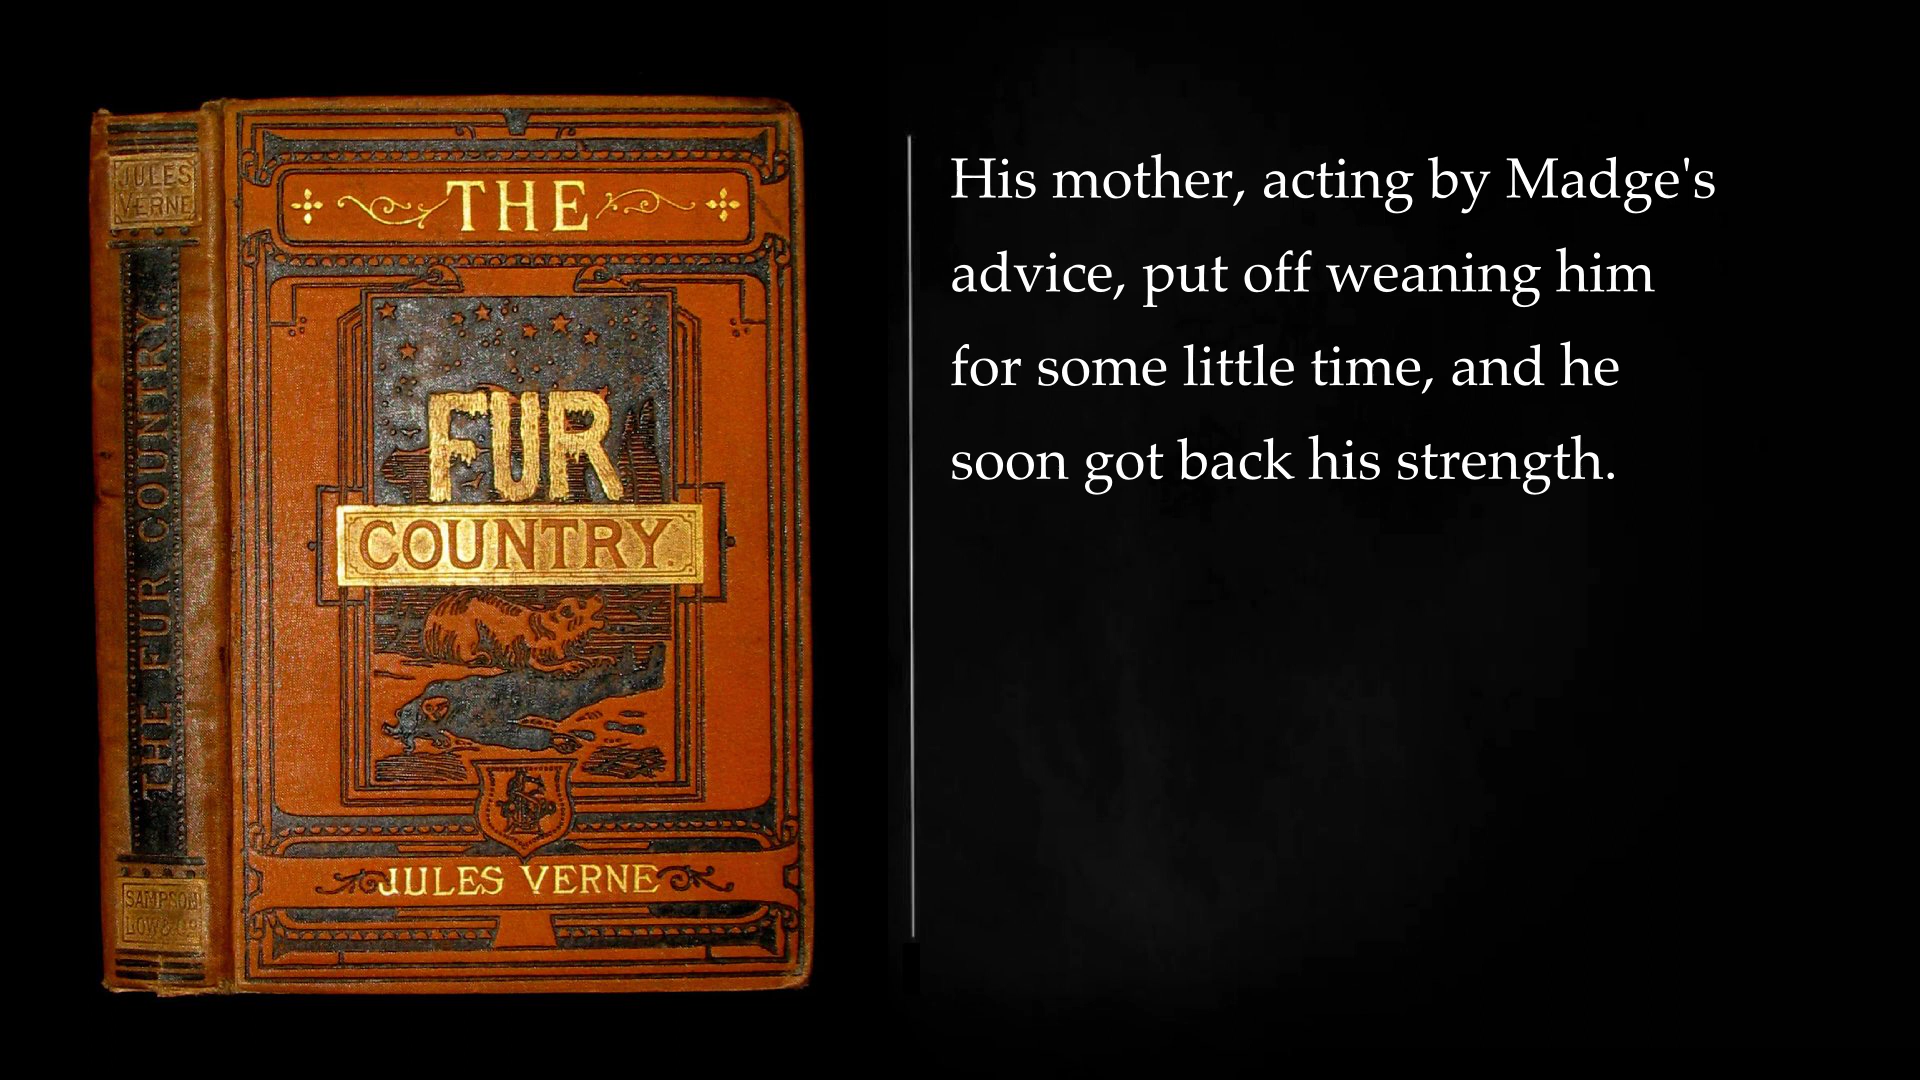 JULES
VERNE
THE FUR COUNTRY.
SAMPSON
LOW & Co
THE
FUR
COUNTRY.
JULES VERNE
His mother, acting by Madge's
advice, put off weaning him
for some little time, and he
soon got back his strength.